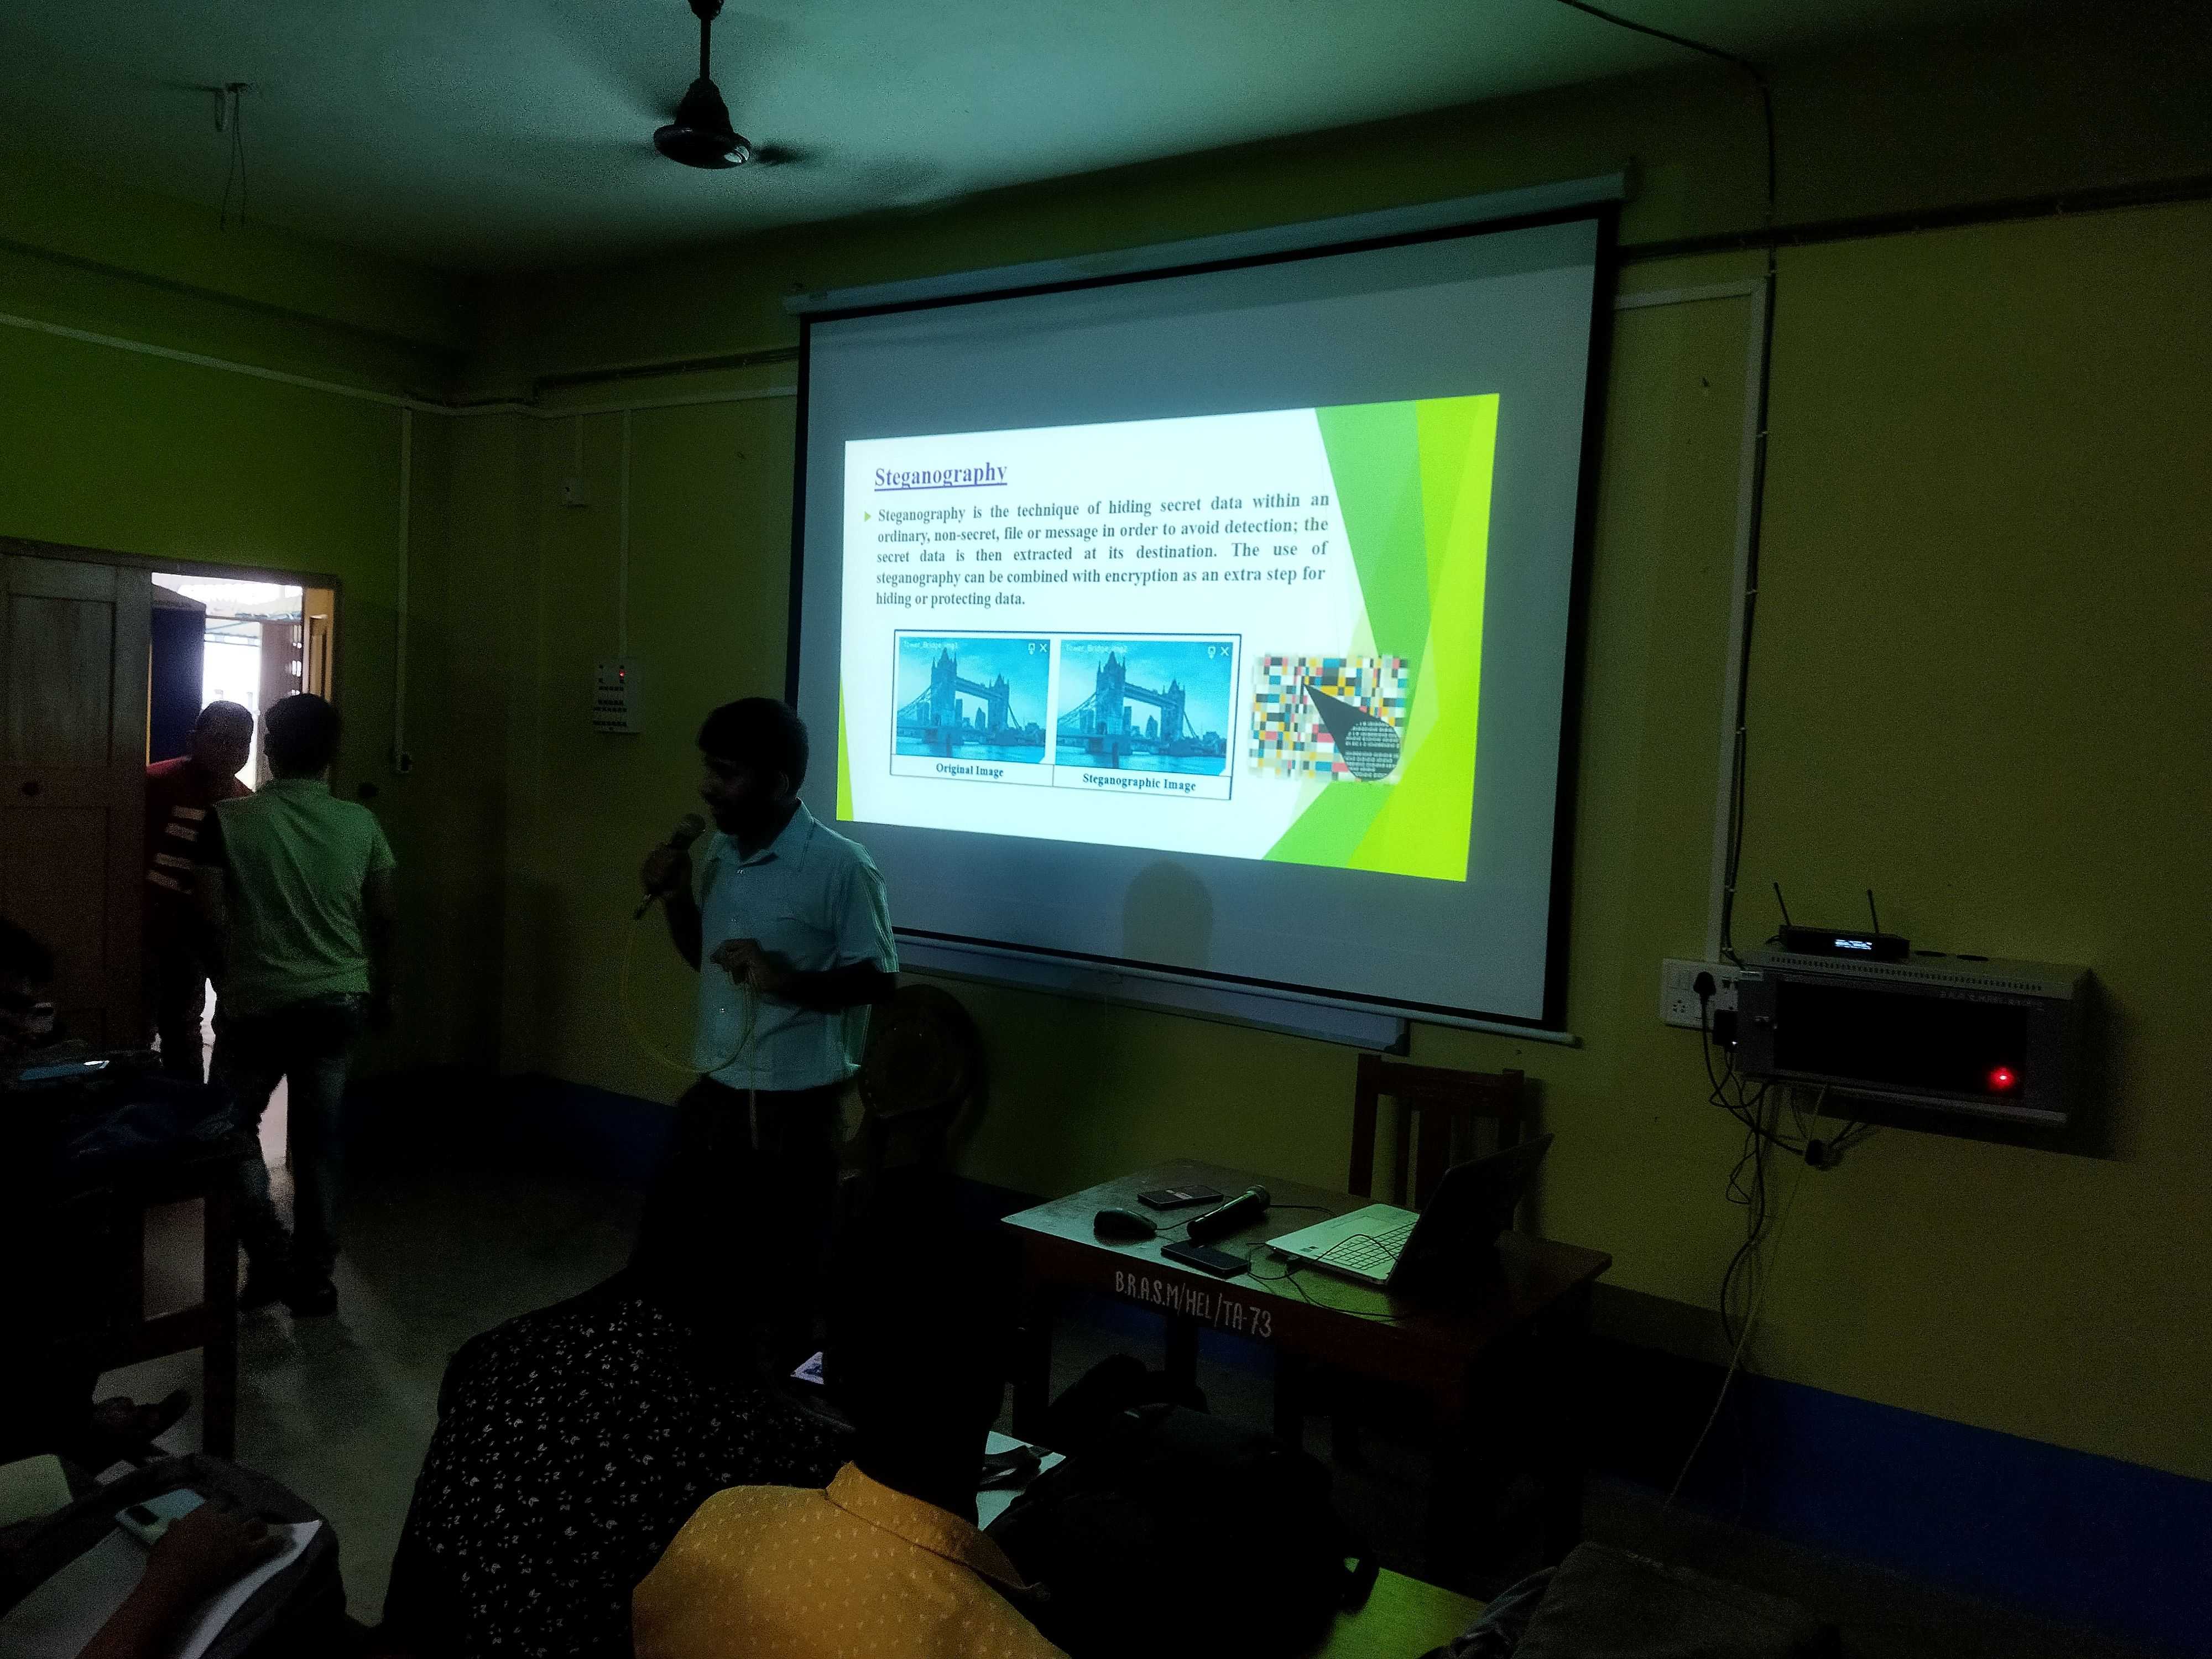 Steganography
Steganography is the technique of hiding secret data within an
ordinary, non-secret, file or message in order to avoid detection; the
secret data is then extracted at its destination. The use of
steganography can be combined with encryption as an extra step for
hiding or protecting data.
Tower_Bridge_img1
Tower_Bridge_img2
Original Image
Steganographic Image
B.R.A.S.M/HEL/TA-73